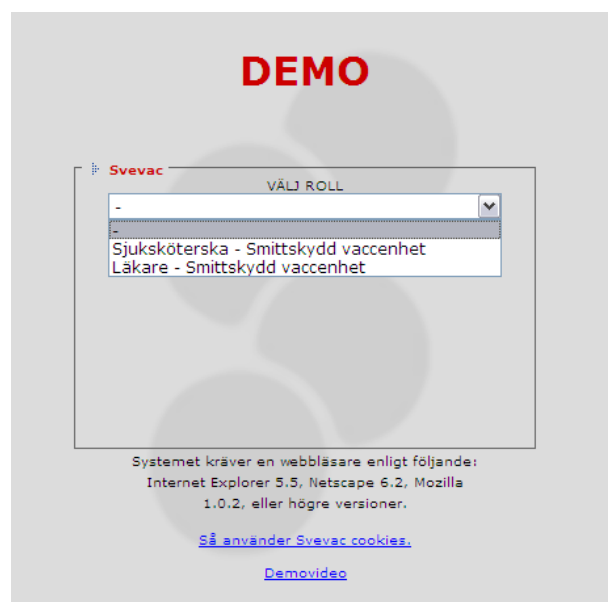 DEMO
Svevac
VÄLJ ROLL
-
-
Sjuksköterska - Smittskydd vaccenhet
Läkare - Smittskydd vaccenhet
Systemet kräver en webbläsare enligt följande:
Internet Explorer 5.5, Netscape 6.2, Mozilla
1.0.2, eller högre versioner.
Så använder Svevac cookies.
Demovideo